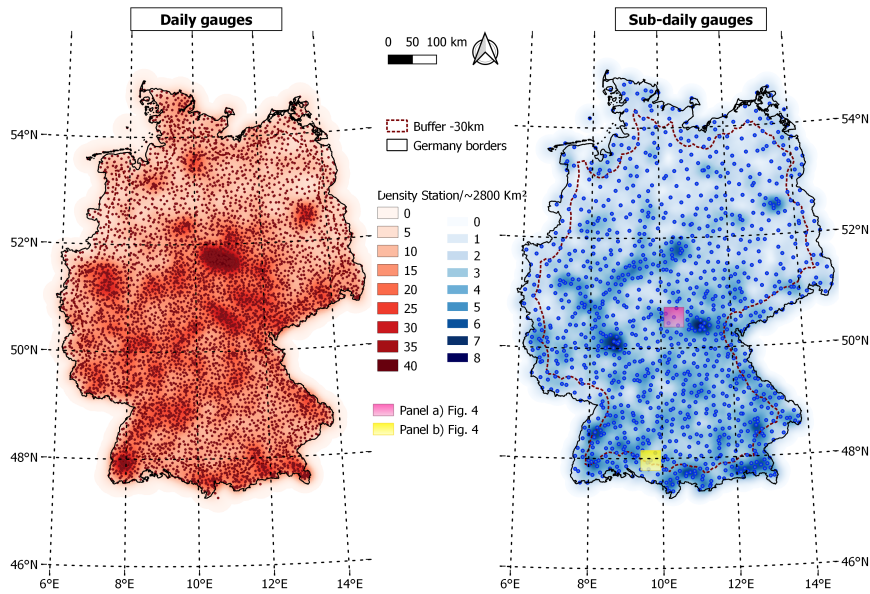 Daily gauges
Sub-daily gauges
0 50 100 km
Buffer -30km
Germany borders
Density Station/~2800 Km²
0
5
10
15
20
25
30
35
40
0
1
2
3
4
5
6
7
8
Panel a) Fig. 4
Panel b) Fig. 4
54°N
52°N
50°N
48°N
46°N
6°E 8°E 10°E 12°E 14°E
54°N
52°N
50°N
48°N
46°N
6°E 8°E 10°E 12°E 14°E